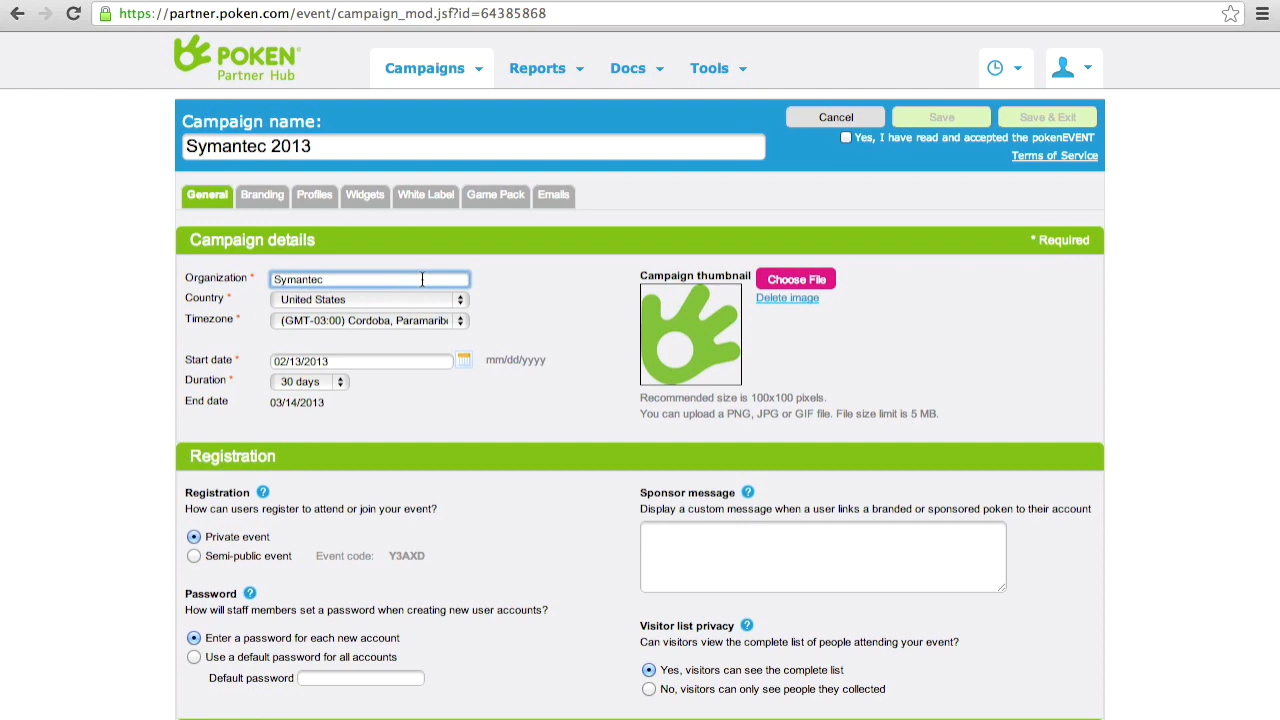 https://partner.poken.com/event/campaign_mod.jsf?id=64385868
POKEN
Partner Hub
Campaigns
Reports
Docs
Tools
Campaign name:
Symantec 2013
Cancel
Save
Save & Exit
Yes, I have read and accepted the pokenEVENT
Terms of Service
General
Branding
Profiles
Widgets
White Label
Game Pack
Emails
Campaign details
* Required
Organization *
Symantec
Country *
United States
Timezone *
(GMT-03:00) Cordoba, Paramaribo
Start date *
02/13/2013
mm/dd/yyyy
Duration *
30 days
End date
03/14/2013
Campaign thumbnail
Choose File
Delete image
Recommended size is 100x100 pixels.
You can upload a PNG, JPG or GIF file. File size limit is 5 MB.
Registration
Registration ?
How can users register to attend or join your event?
Private event
Semi-public event
Event code:
Y3AXD
Password ?
How will staff members set a password when creating new user accounts?
Enter a password for each new account
Use a default password for all accounts
Default password
Sponsor message ?
Display a custom message when a user links a branded or sponsored poken to their account
Visitor list privacy ?
Can visitors view the complete list of people attending your event?
Yes, visitors can see the complete list
No, visitors can only see people they collected